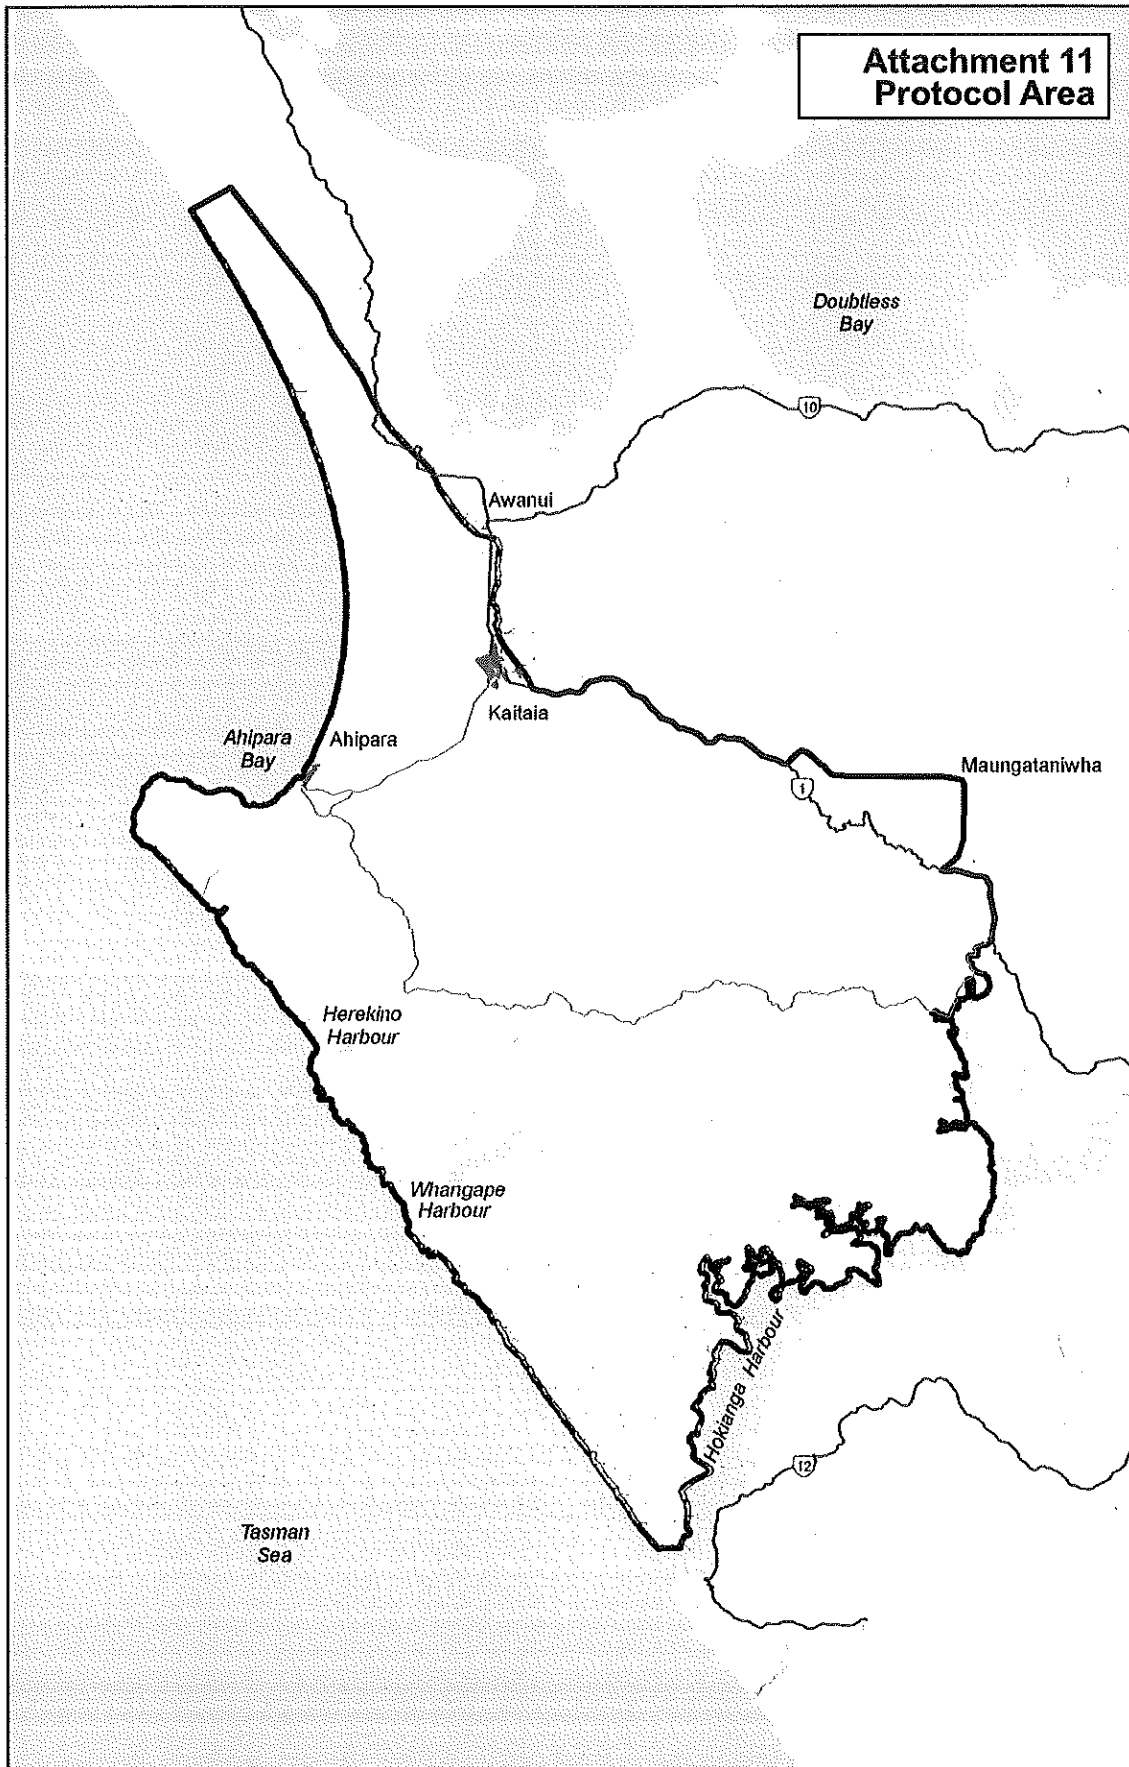 Attachment 11
Protocol Area
Doubtless
Bay
10
Awanui
Kaitaia
Ahipara
Bay
Ahipara
Maungataniwha
1
Herekino
Harbour
Whangape
Harbour
Hokianga Harbour
12
Tasman
Sea